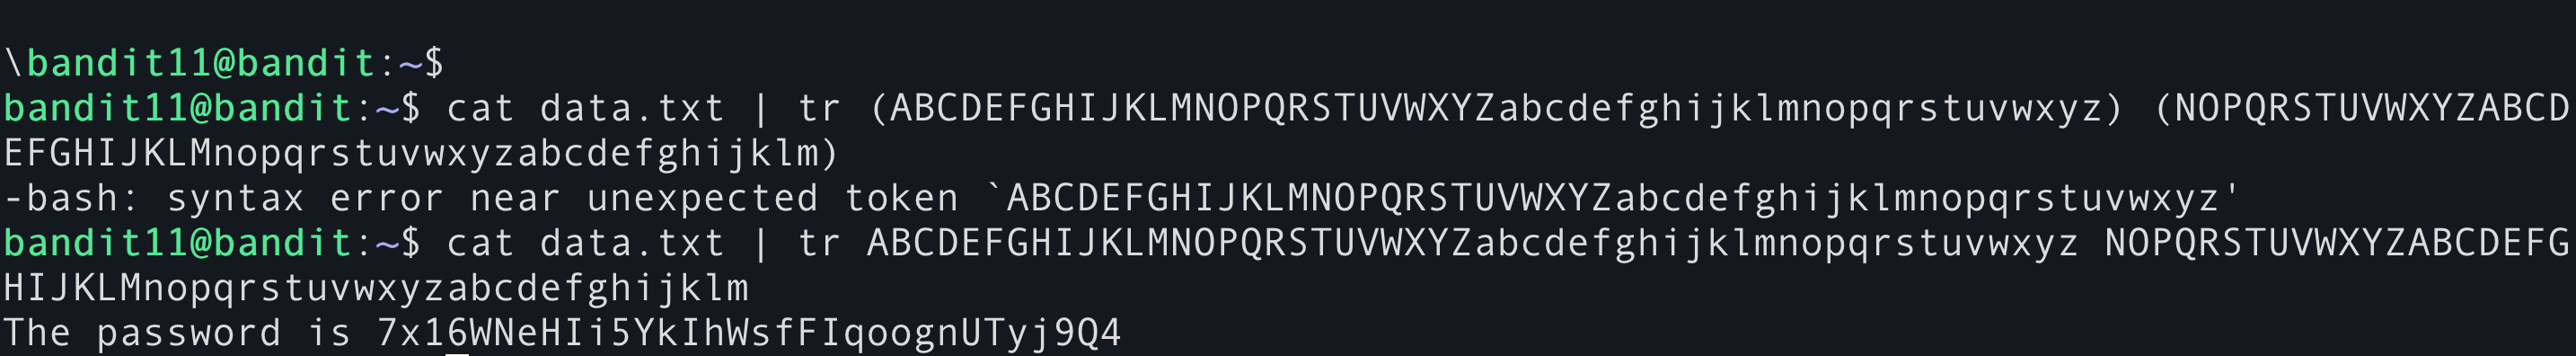 \bandit11@bandit:~$
bandit11@bandit:~$ cat data.txt | tr (ABCDEFGHIJKLMNOPQRSTUVWXYZabcdefghijklmnopqrstuvwxyz) (NOPQRSTUVWXYZABCD
EFGHIJKLMnopqrstuvwxyzabcdefghijklm)
-bash: syntax error near unexpected token `ABCDEFGHIJKLMNOPQRSTUVWXYZabcdefghijklmnopqrstuvwxyz'
bandit11@bandit:~$ cat data.txt | tr ABCDEFGHIJKLMNOPQRSTUVWXYZabcdefghijklmnopqrstuvwxyz NOPQRSTUVWXYZABCDEFG
HIJKLMnopqrstuvwxyzabcdefghijklm
The password is 7x16WNeHIi5YkIhWsfFIqoognUTyj9Q4